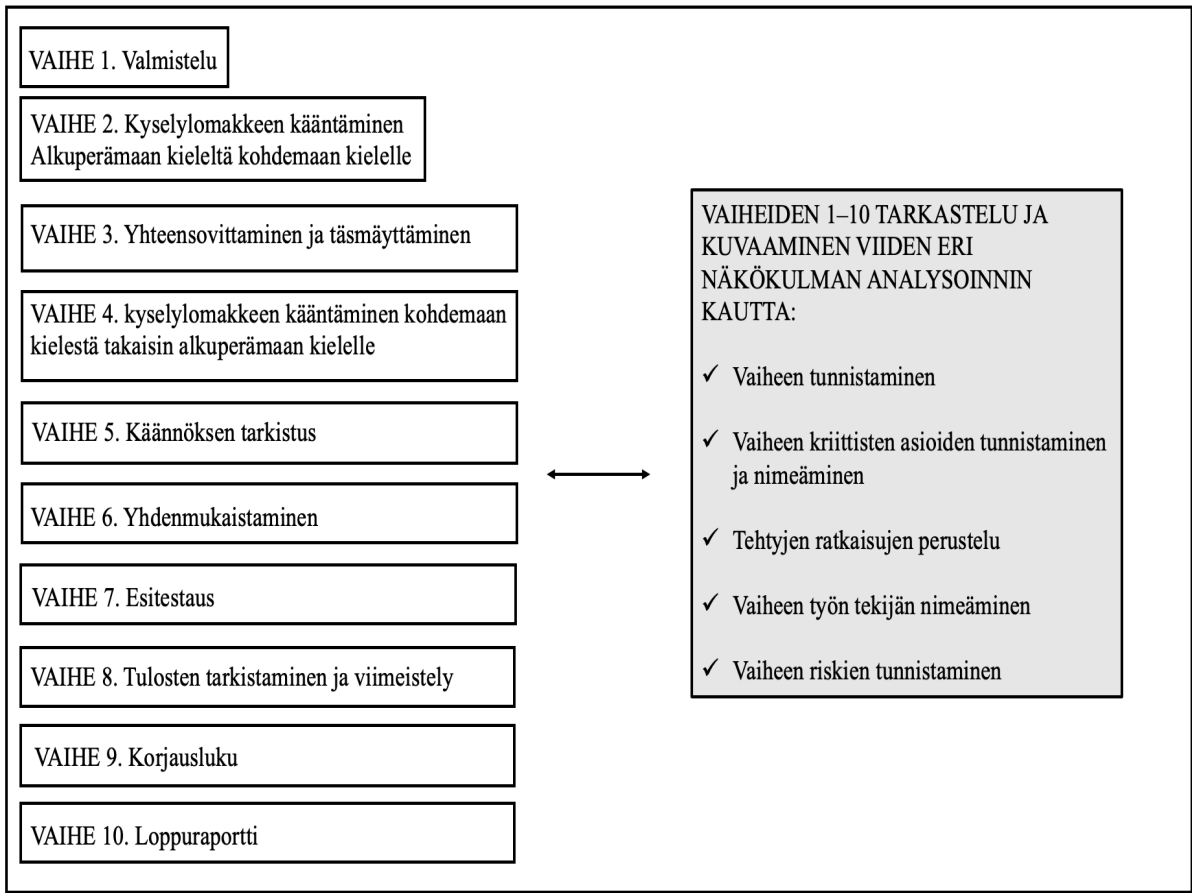 VAIHE 1. Valmistelu
VAIHE 2. Kyselylomakkeen kääntäminen
Alkuperämaan kieleltä kohdemaan kielelle
VAIHE 3. Yhteensovittaminen ja täsmäyttäminen
VAIHE 4. kyselylomakkeen kääntäminen kohdemaan
kielestä takaisin alkuperämaan kielelle
VAIHE 5. Käännöksen tarkistus
VAIHE 6. Yhdenmukaistaminen
VAIHE 7. Esitestaus
VAIHE 8. Tulosten tarkistaminen ja viimeistely
VAIHE 9. Korjausluku
VAIHE 10. Loppuraportti
VAIHEIDEN 1–10 TARKASTELU JA
KUVAAMINEN VIIDEN ERI
NÄKÖKULMAN ANALYSOINNIN
KAUTTA:
✓ Vaiheen tunnistaminen
✓ Vaiheen kriittisten asioiden tunnistaminen
ja nimeäminen
✓ Tehtyjen ratkaisujen perustelu
✓ Vaiheen työn tekijän nimeäminen
✓ Vaiheen riskien tunnistaminen